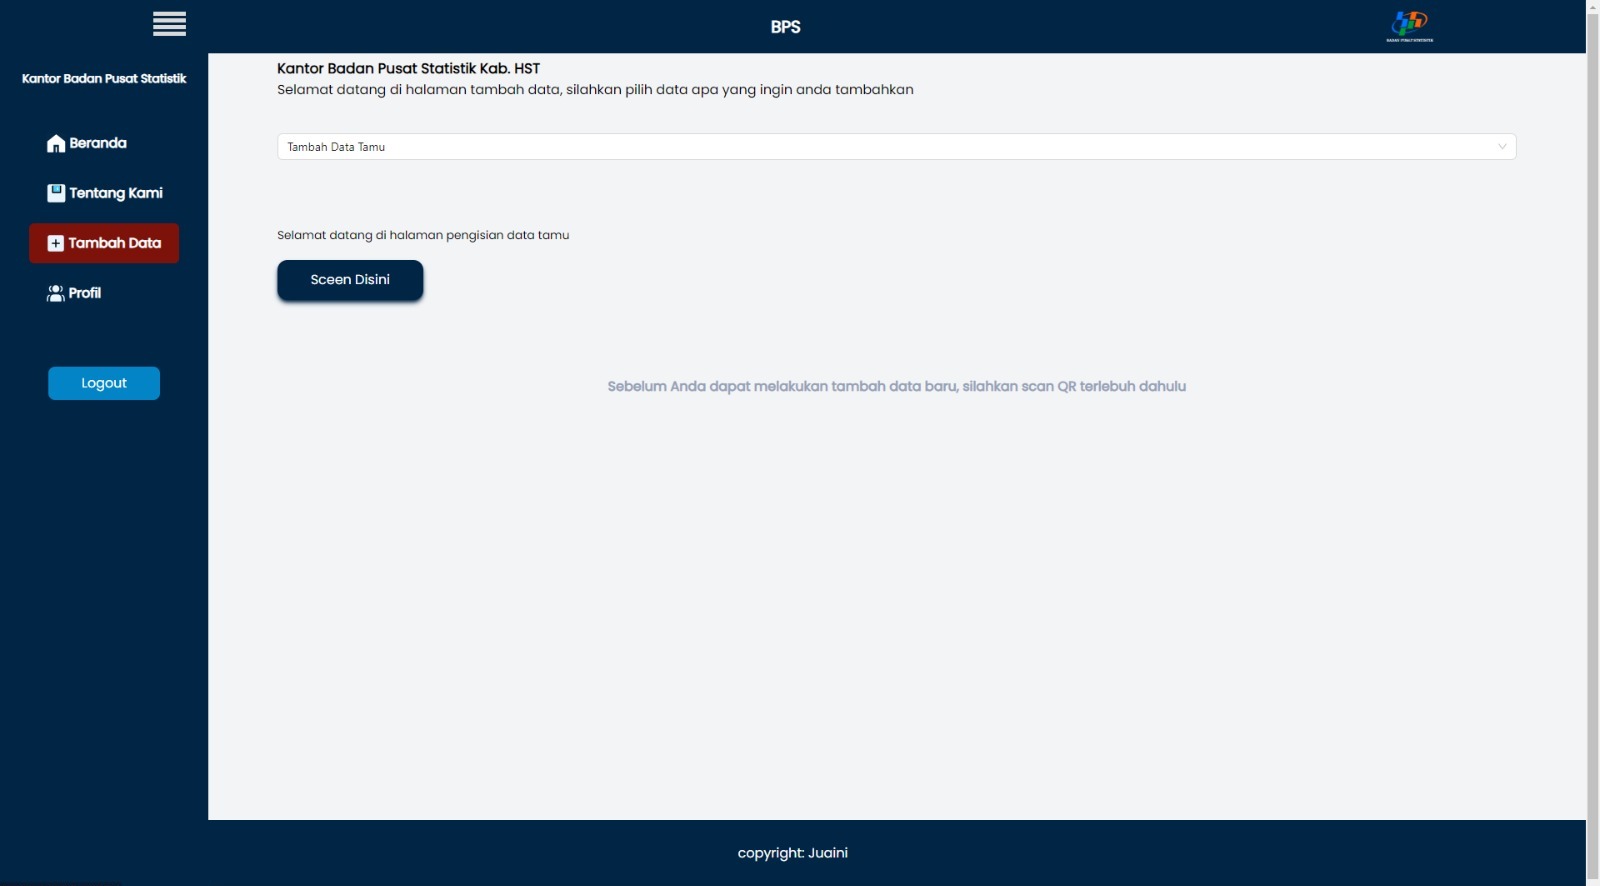 BPS
BADAN PUSAT STATISTIK
Kantor Badan Pusat Statistik
Beranda
Tentang Kami
Tambah Data
Profil
Logout
Kantor Badan Pusat Statistik Kab. HST
Selamat datang di halaman tambah data, silahkan pilih data apa yang ingin anda tambahkan
Tambah Data Tamu
Selamat datang di halaman pengisian data tamu
Sceen Disini
Sebelum Anda dapat melakukan tambah data baru, silahkan scan QR terlebuh dahulu
copyright: Juaini